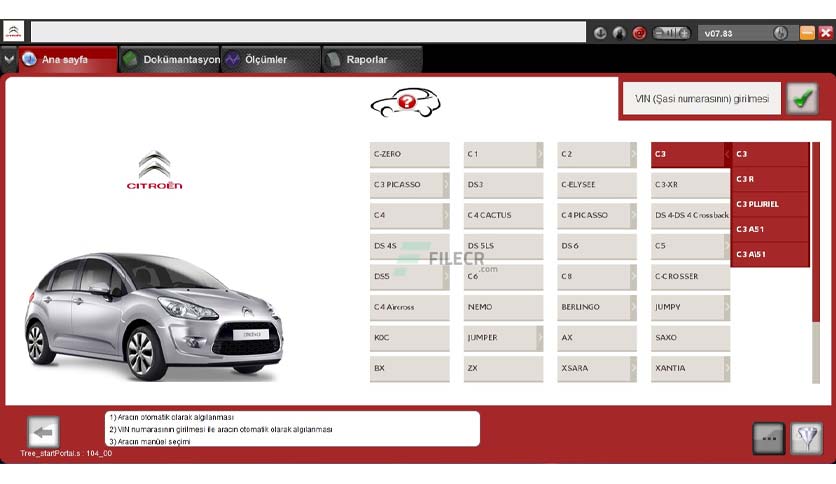 v07.83
Ana sayfa
Dokümantasyon
Ölçümler
Raporlar
VIN (Şasi numarasının) girilmesi
CITROËN
C-ZERO
C1
C2
C3
C3
C3 PICASSO
DS3
C-ELYSEE
C3-XR
C3 R
C4
C4 CACTUS
C4 PICASSO
DS 4-DS 4 Crossback
C3 PLURIEL
DS 4S
DS 5LS
DS 6
C5
C3 A51
C3 A\51
FILECR
.com
DS5
C6
C8
C-CROSSER
C4 Aircross
NEMO
BERLINGO
JUMPY
KOC
JUMPER
AX
SAXO
BX
ZX
XSARA
XANTIA
1) Aracın otomatik olarak algılanması
2) VIN numarasının girilmesi ile aracın otomatik olarak algılanması
3) Aracın manüel seçimi
Tree_startPortal.s : 104_00